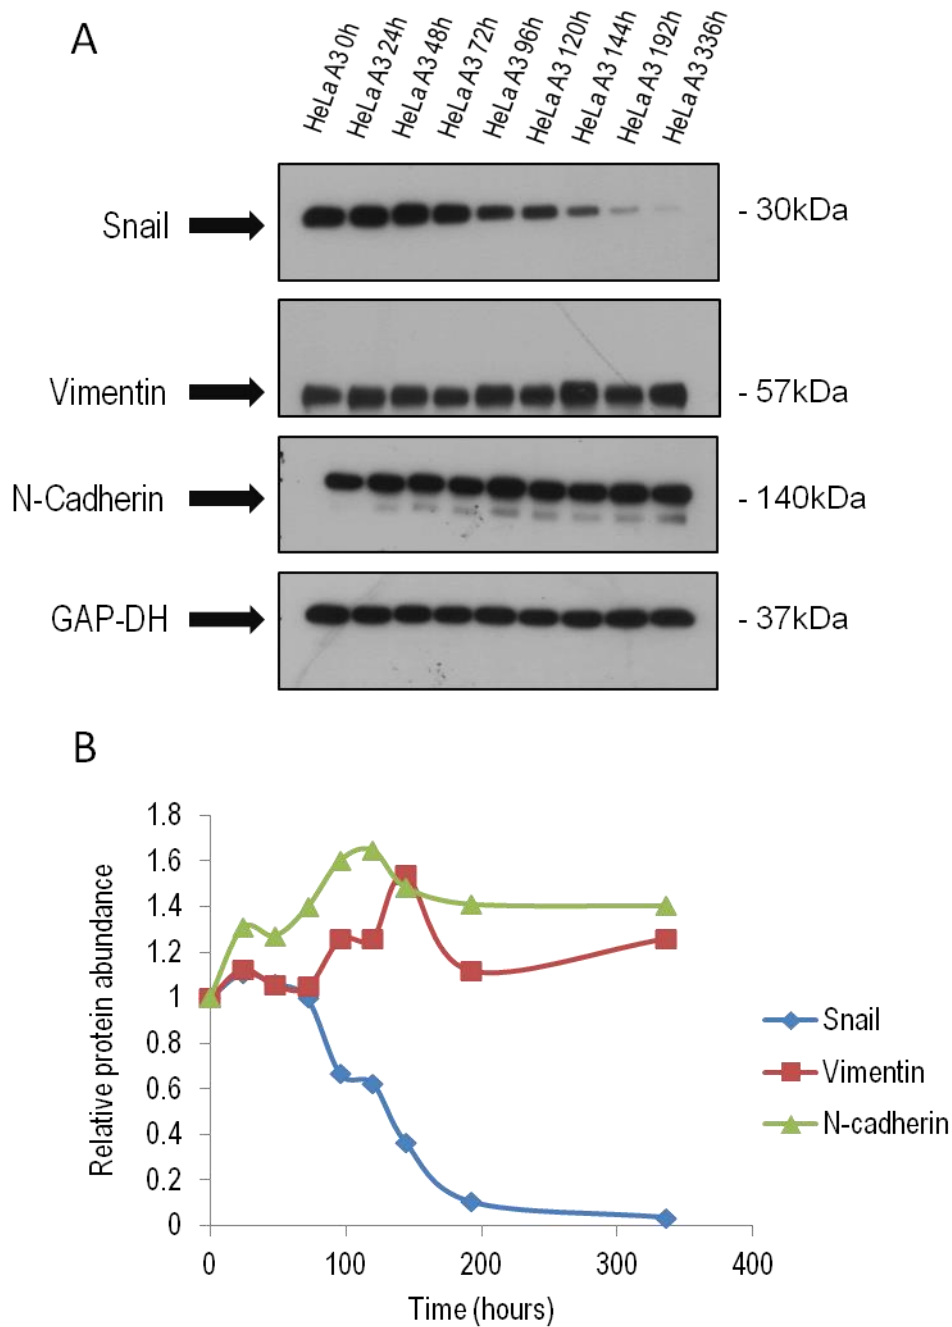 A
HeLa A3 0h
HeLa A3 24h
HeLa A3 48h
HeLa A3 72h
HeLa A3 96h
HeLa A3 120h
HeLa A3 144h
HeLa A3 192h
HeLa A3 336h
Snail
- 30kDa
Vimentin
- 57kDa
N-Cadherin
- 140kDa
GAP-DH
- 37kDa
B
Relative protein abundance
1.8
1.6
1.4
1.2
1
0.8
0.6
0.4
0.2
0
0 100 200 300 400
Time (hours)
Snail
Vimentin
N-cadherin